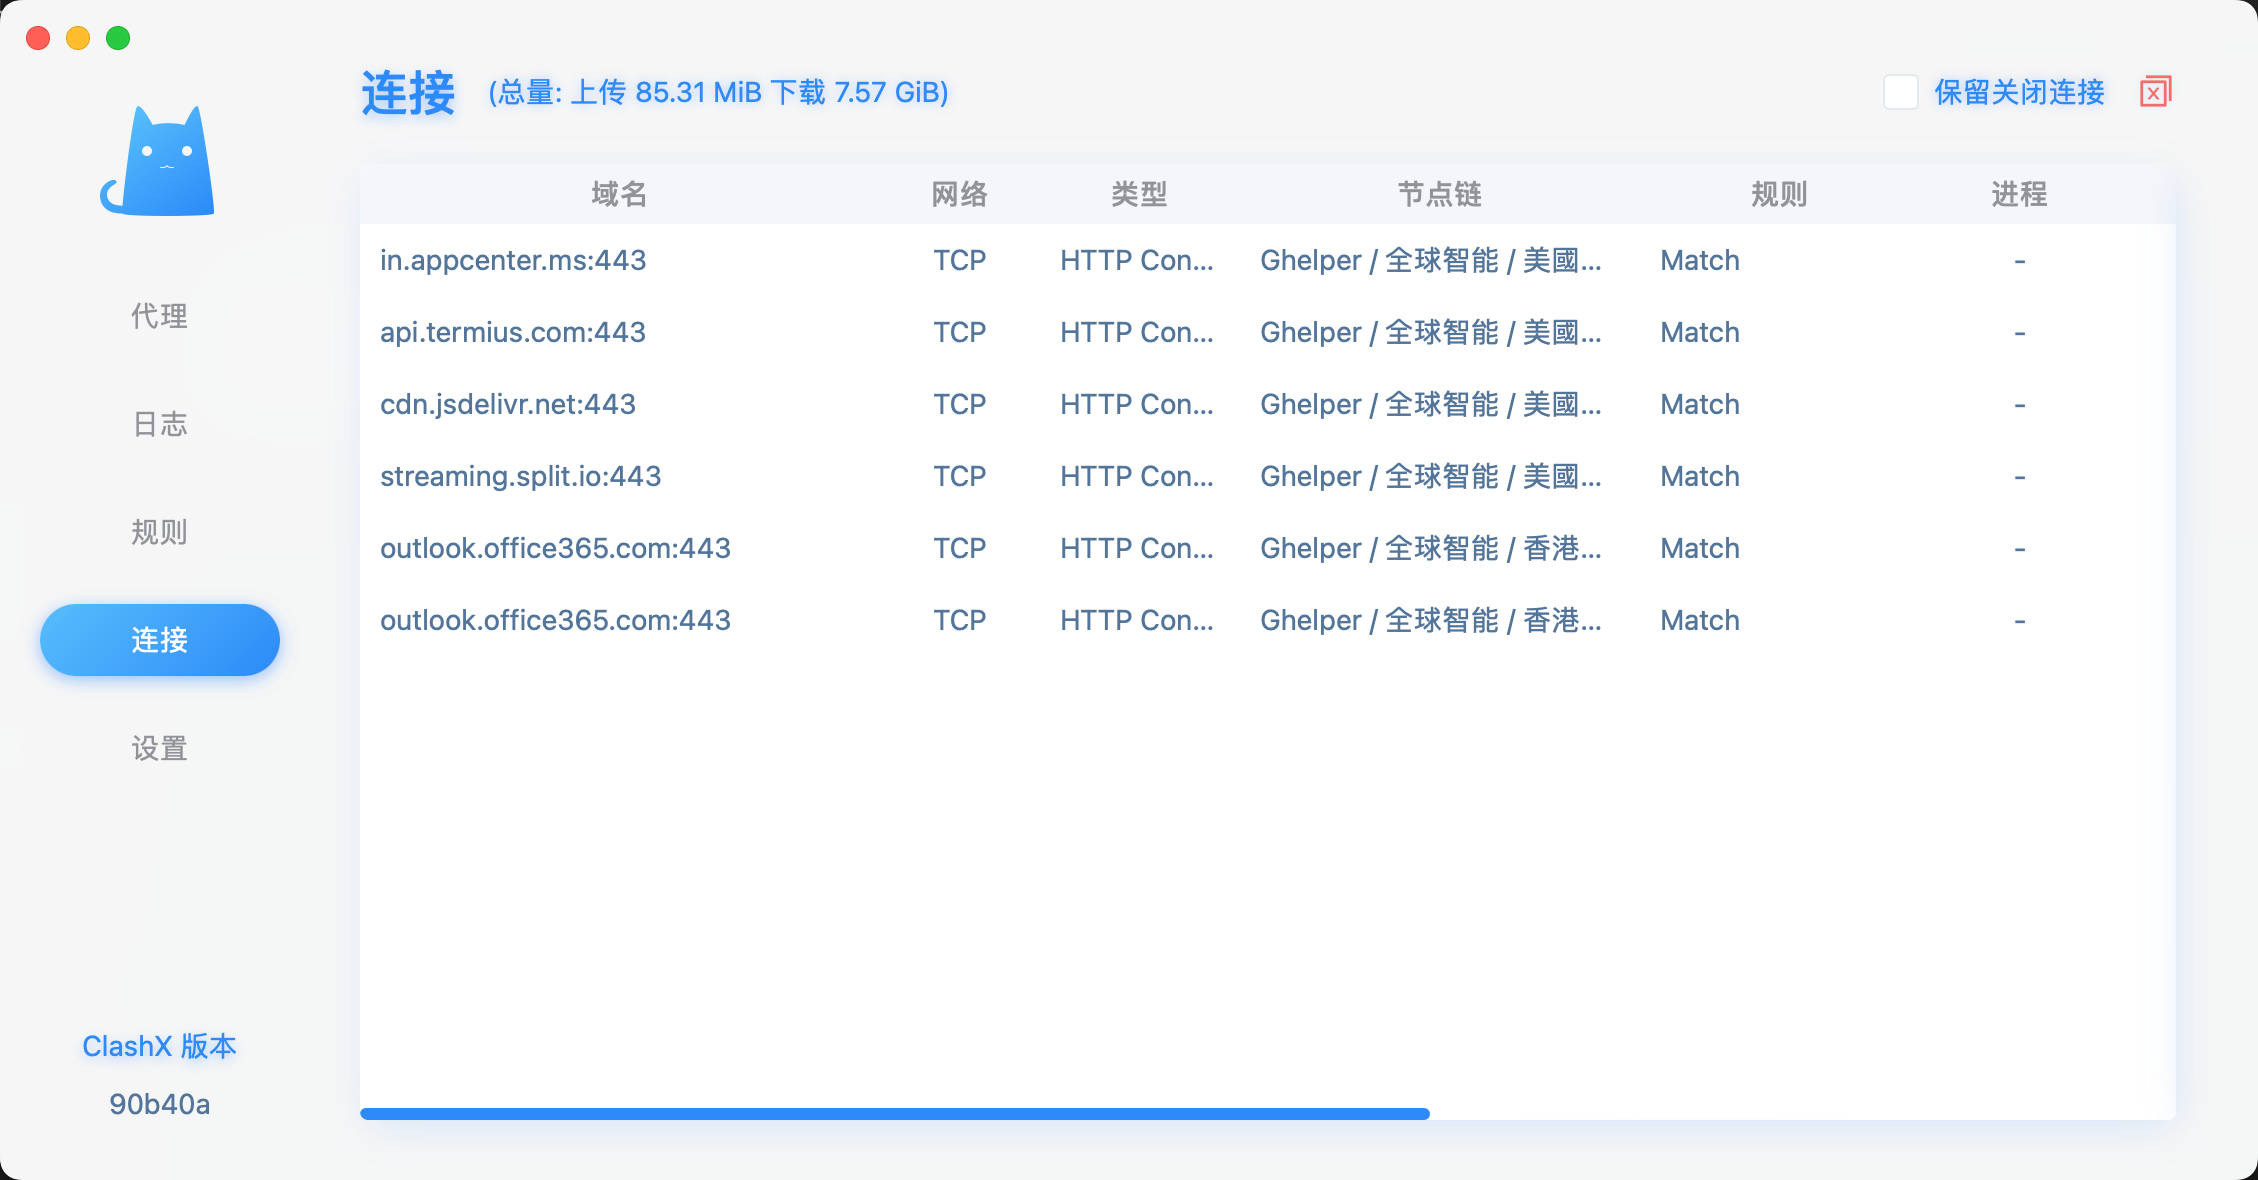 连接 (总量: 上传 85.31 MiB 下载 7.57 GiB) 保留关闭连接
代理
日志
规则
连接
设置
ClashX 版本
90b40a
域名 网络 类型 节点链 规则 进程
in.appcenter.ms:443 TCP HTTP Con... Ghelper / 全球智能 / 美國... Match -
api.termius.com:443 TCP HTTP Con... Ghelper / 全球智能 / 美國... Match -
cdn.jsdelivr.net:443 TCP HTTP Con... Ghelper / 全球智能 / 美國... Match -
streaming.split.io:443 TCP HTTP Con... Ghelper / 全球智能 / 美國... Match -
outlook.office365.com:443 TCP HTTP Con... Ghelper / 全球智能 / 香港... Match -
outlook.office365.com:443 TCP HTTP Con... Ghelper / 全球智能 / 香港... Match -